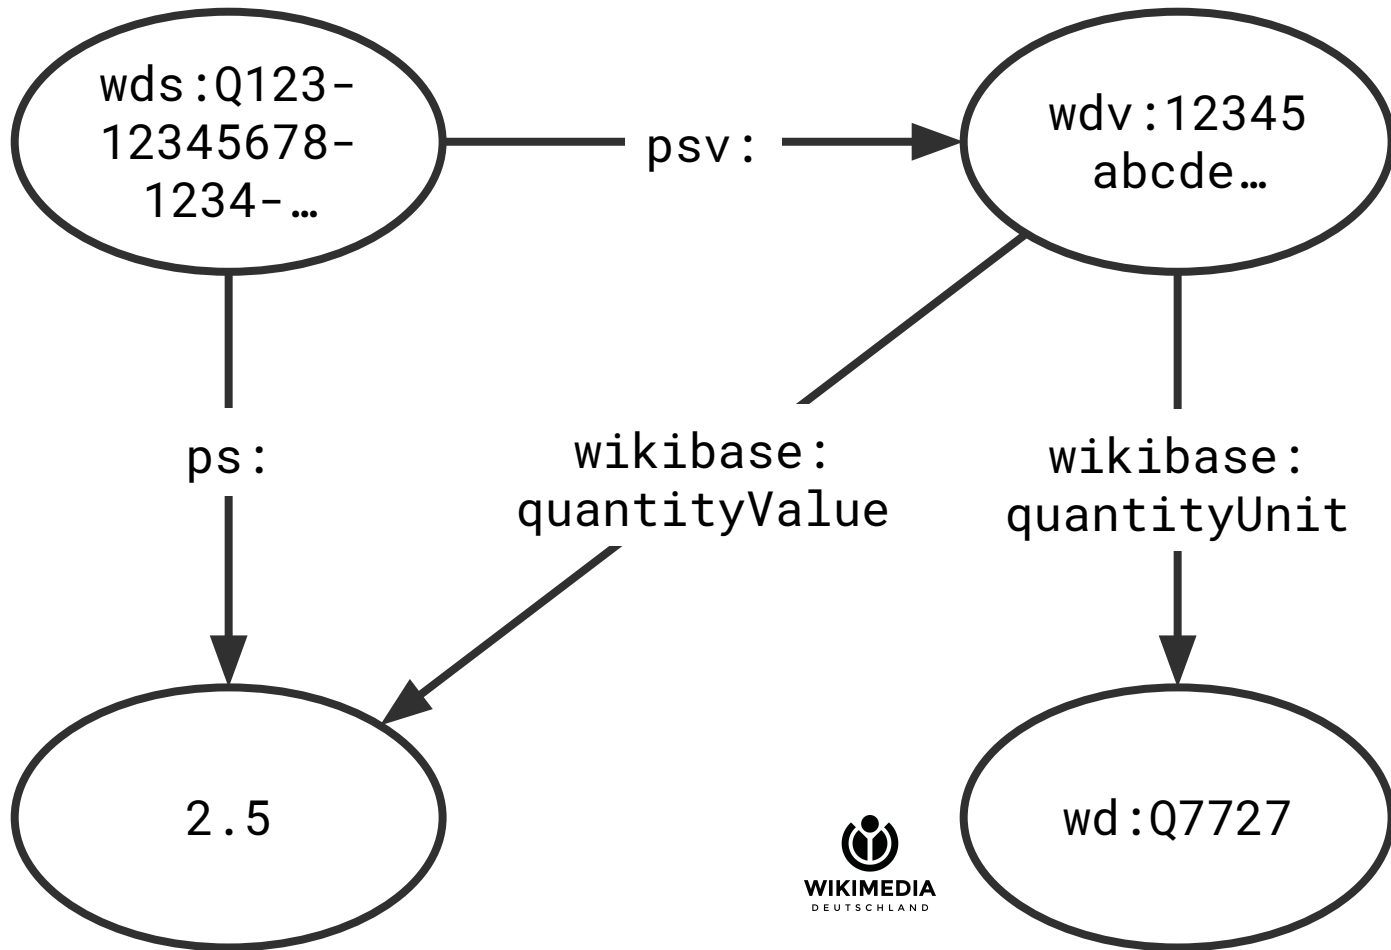 wds:Q123-
12345678-
1234-…
psv:
wdv:12345
abcde…
ps:
wikibase:
quantityValue
wikibase:
quantityUnit
2.5
wd:Q7727
WIKIMEDIA
DEUTSCHLAND